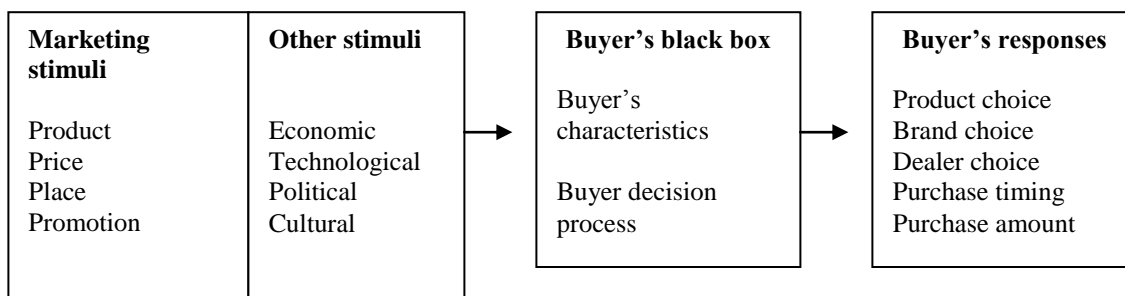 Marketing
stimuli
Product
Price
Place
Promotion
Other stimuli
Economic
Technological
Political
Cultural
Buyer’s black box
Buyer’s
characteristics
Buyer decision
process
Buyer’s responses
Product choice
Brand choice
Dealer choice
Purchase timing
Purchase amount